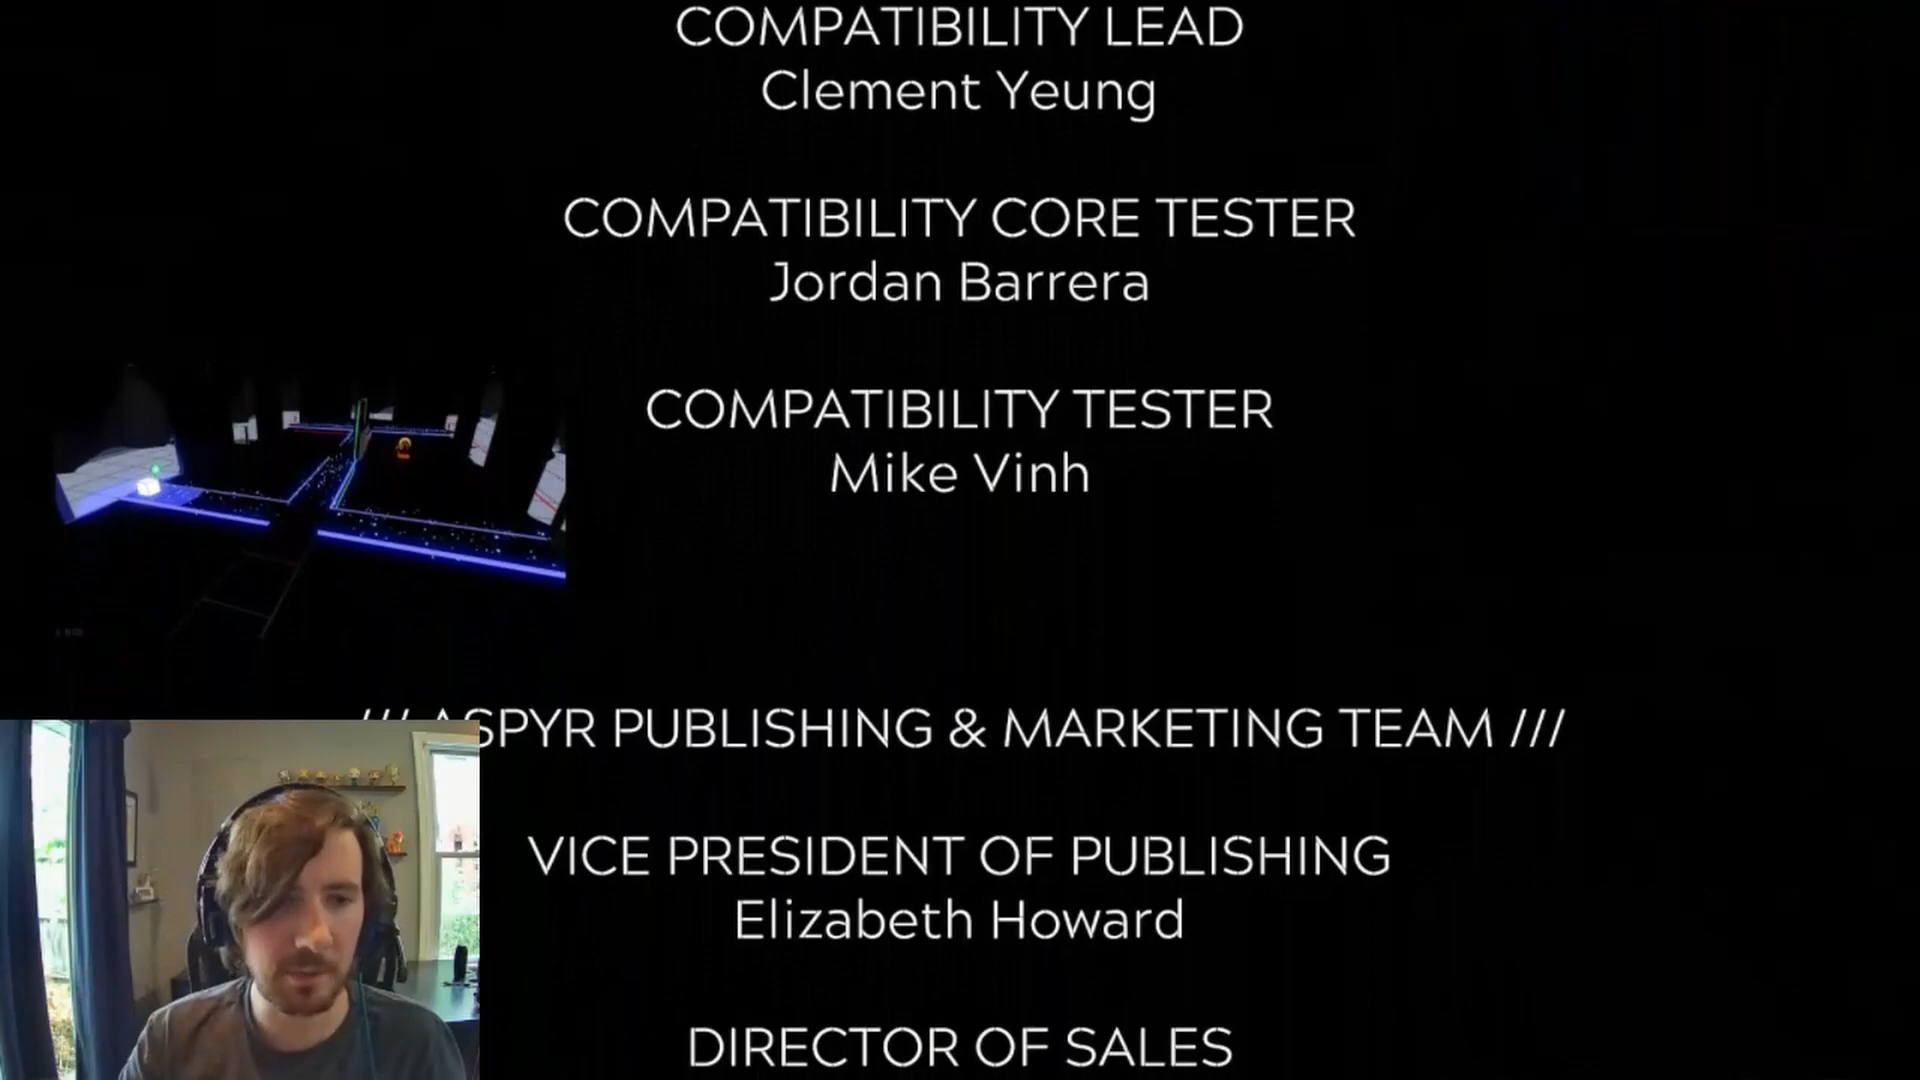 COMPATIBILITY LEAD
Clement Yeung
COMPATIBILITY CORE TESTER
Jordan Barrera
COMPATIBILITY TESTER
Mike Vinh
/// ASPYR PUBLISHING & MARKETING TEAM ///
VICE PRESIDENT OF PUBLISHING
Elizabeth Howard
DIRECTOR OF SALES